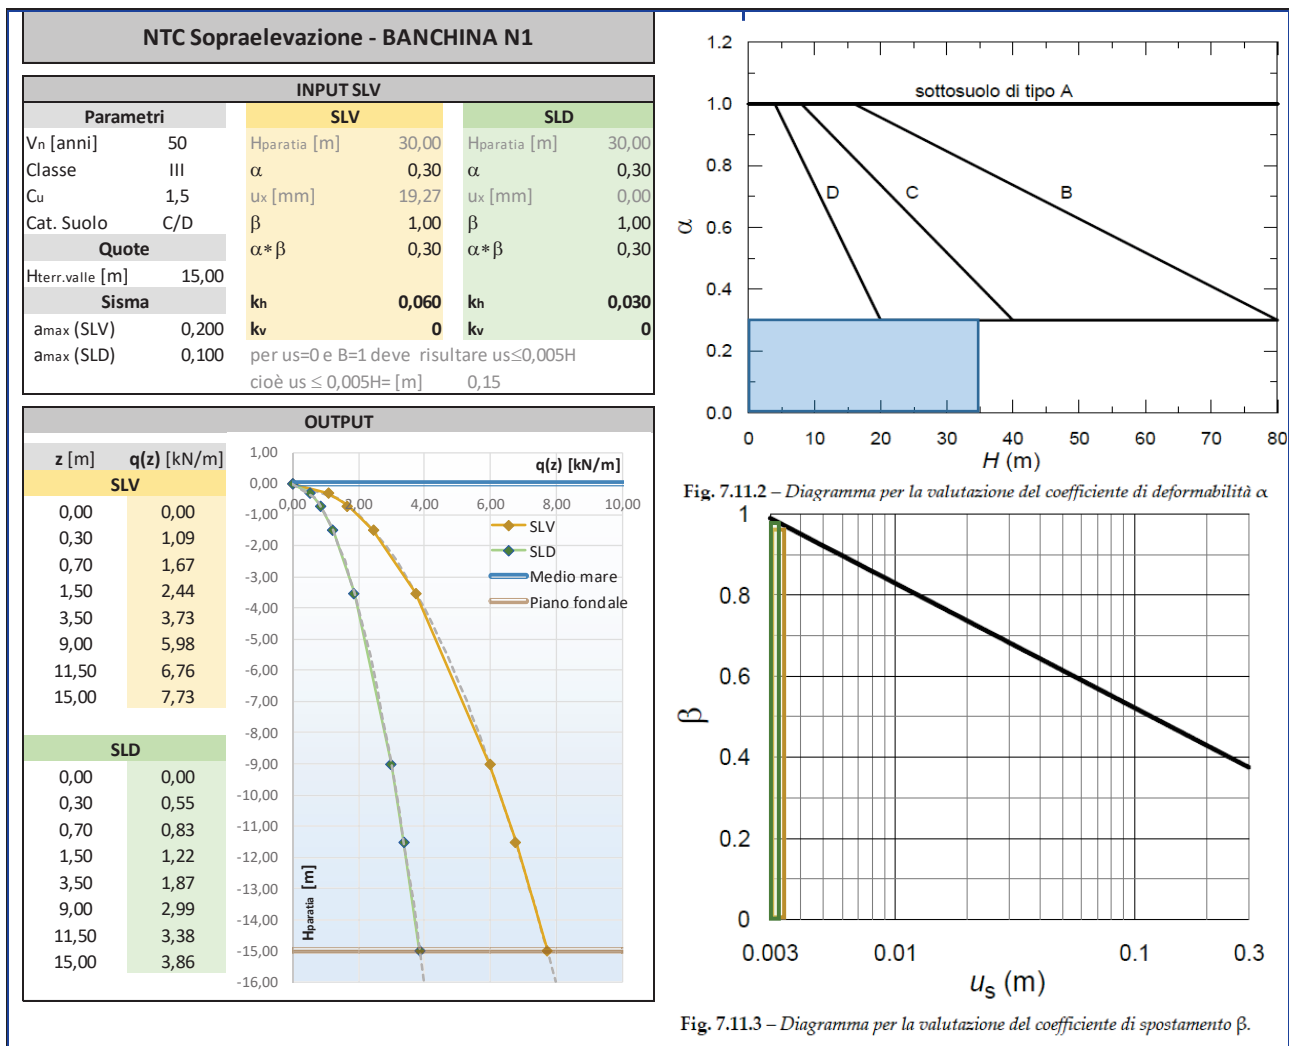 NTC Sopraelevazione - BANCHINA N1
INPUT SLV
Parametri SLV SLD
Vn [anni] 50 Hparatia [m] 30,00 Hparatia [m] 30,00
Classe III α 0,30 α 0,30
Cu 1,5 ux [mm] 19,27 ux [mm] 0,00
Cat. Suolo C/D β 1,00 β 1,00
Quote α*β 0,30 α*β 0,30
Hterr.valle [m] 15,00
Sisma kh 0,060 kh 0,030
amax (SLV) 0,200 kv 0 kv 0
amax (SLD) 0,100 per us=0 e B=1 deve risultare us≤0,005H
cioè us ≤ 0,005H= [m] 0,15
OUTPUT
z [m] q(z) [kN/m]
SLV
0,00 0,00
0,30 1,09
0,70 1,67
1,50 2,44
3,50 3,73
9,00 5,98
11,50 6,76
15,00 7,73
SLD
0,00 0,00
0,30 0,55
0,70 0,83
1,50 1,22
3,50 1,87
9,00 2,99
11,50 3,38
15,00 3,86
q(z) [kN/m]
1,00
0,00
-1,00
-2,00
-3,00
-4,00
-5,00
-6,00
-7,00
-8,00
-9,00
-10,00
-11,00
-12,00
-13,00
-14,00
-15,00
-16,00
0,00 2,00 4,00 6,00 8,00 10,00
SLV
SLD
Medio mare
Piano fondale
Hparatia [m]
1.2
1.0
0.8
0.6
0.4
0.2
0.0
α
sottosuolo di tipo A
D C B
0 10 20 30 40 50 60 70 80
H (m)
Fig. 7.11.2 – Diagramma per la valutazione del coefficiente di deformabilità α
1
0.8
0.6
0.4
0.2
0
β
0.003 0.01 0.1 0.3
us (m)
Fig. 7.11.3 – Diagramma per la valutazione del coefficiente di spostamento β.